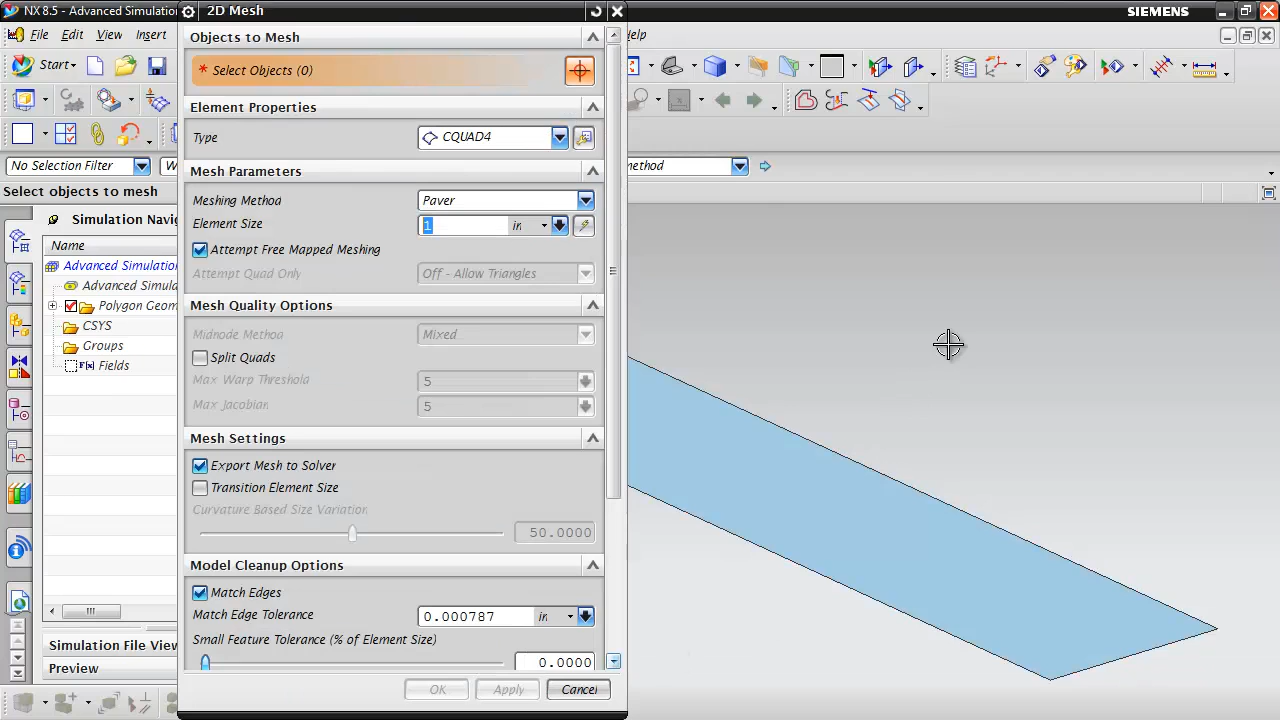 NX 8.5 - Advanced Simulation
SIEMENS
File Edit View Insert
elp
Start
No Selection Filter
W
ethod
Select objects to mesh
Simulation Navig
Name
Advanced Simulation
Advanced Simula
Polygon Geom
CSYS
Groups
Fields
Simulation File View
Preview
2D Mesh
Objects to Mesh
* Select Objects (0)
Element Properties
Type
CQUAD4
Mesh Parameters
Meshing Method
Paver
Element Size
1
in
Attempt Free Mapped Meshing
Attempt Quad Only
Off - Allow Triangles
Mesh Quality Options
Midnode Method
Mixed
Split Quads
Max Warp Threshold
5
Max Jacobian
5
Mesh Settings
Export Mesh to Solver
Transition Element Size
Curvature Based Size Variation
50.0000
Model Cleanup Options
Match Edges
Match Edge Tolerance
0.000787
in
Small Feature Tolerance (% of Element Size)
0.0000
Ok
Apply
Cancel